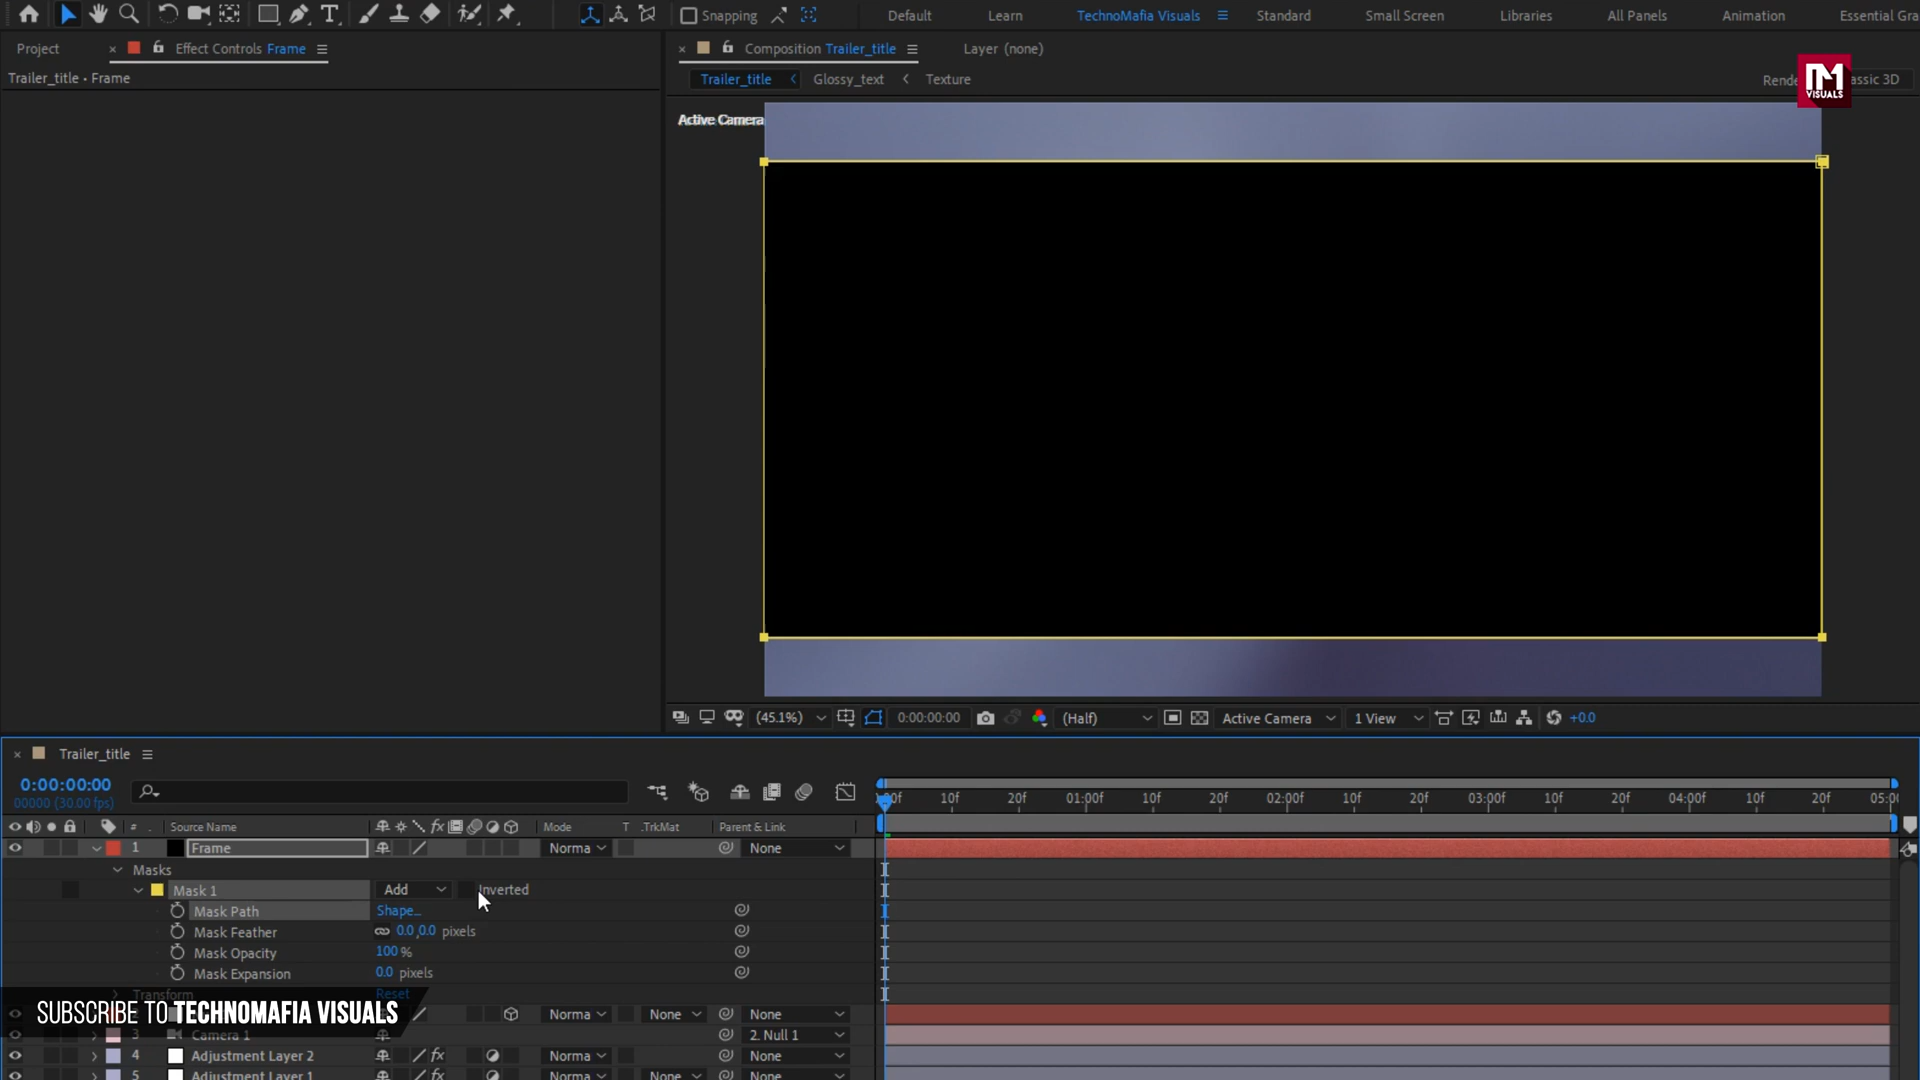 Snapping
Default
Learn
TechnoMafia Visuals
Standard
Small Screen
Libraries
All Panels
Animation
Essential Gra
Project
Effect Controls Frame
Composition Trailer_title
Layer (none)
Trailer_title • Frame
Trailer_title
Glossy_text
Texture
Rende
assic 3D
VISUALS
Active Camera
(45.1%)
0:00:00:00
(Half)
Active Camera
1 View
+0.0
Trailer_title
0:00:00:00
00000 (30.00 fps)
:00f 10f 20f 01:00f 10f 20f 02:00f 10f 20f 03:00f 10f 20f 04:00f 10f 20f 05:00
# . Source Name Mode T .TrkMat Parent & Link
1 Frame Norma None
Masks
Mask 1 Add Inverted
Mask Path Shape...
Mask Feather 0.0,0.0 pixels
Mask Opacity 100 %
Mask Expansion 0.0 pixels
Transform Reset
SUBSCRIBE TO TECHNOMAFIA VISUALS
Norma None None
3 Camera 1 2. Null 1
4 Adjustment Layer 2 Norma None
5 Adjustment Layer 1 Norma None None